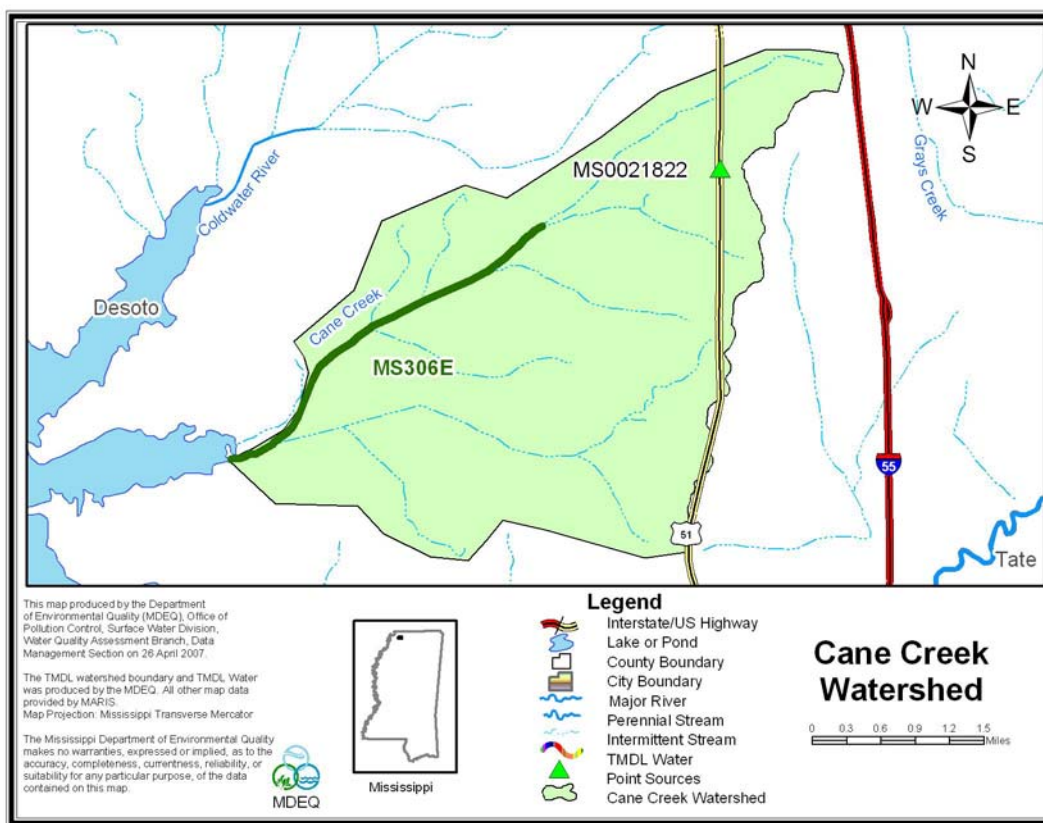 N
W E
S
MS0021822
Grays Creek
Coldwater River
Desoto
Cane Creek
MS306E
55
51
Tate
This map produced by the Department
of Environmental Quality (MDEQ), Office of
Pollution Control, Surface Water Division,
Water Quality Assessment Branch, Data
Management Section on 26 April 2007.
The TMDL watershed boundary and TMDL Water
was produced by the MDEQ. All other map data
provided by MARIS.
Map Projection: Mississippi Transverse Mercator
The Mississippi Department of Environmental Quality
makes no warranties, expressed or implied, as to the
accuracy, completeness, currentness, reliability, or
suitability for any particular purpose, of the data
contained on this map.
MDEQ
Mississippi
Legend
Interstate/US Highway
Lake or Pond
County Boundary
City Boundary
Major River
Perennial Stream
Intermittent Stream
TMDL Water
Point Sources
Cane Creek Watershed
Cane Creek
Watershed
0 0.3 0.6 0.9 1.2 1.5
Miles